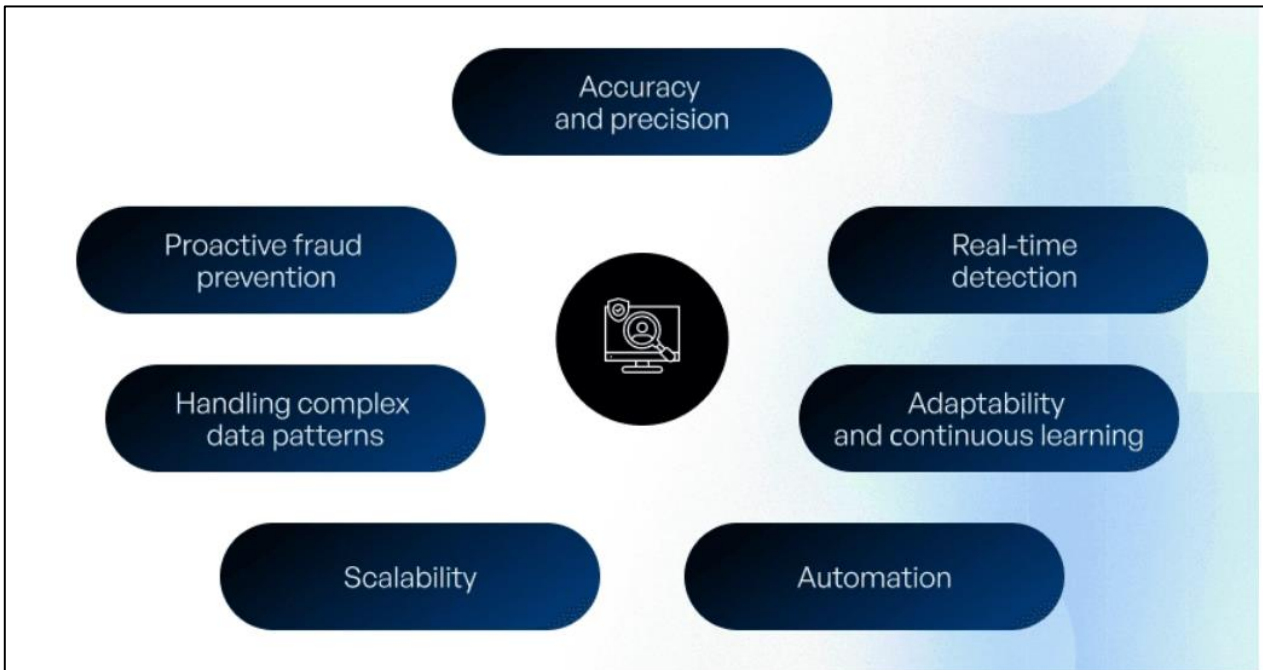 Accuracy
and precision
Proactive fraud
prevention
Real-time
detection
Handling complex
data patterns
Adaptability
and continuous learning
Scalability
Automation